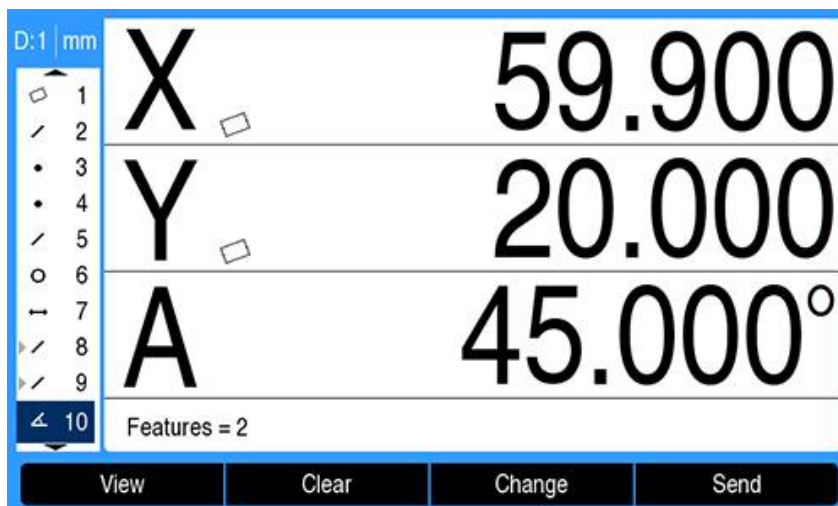 D:1 mm
1
2
3
4
5
6
7
8
9
10
X 59.900
Y 20.000
A 45.000°
Features = 2
View Clear Change Send